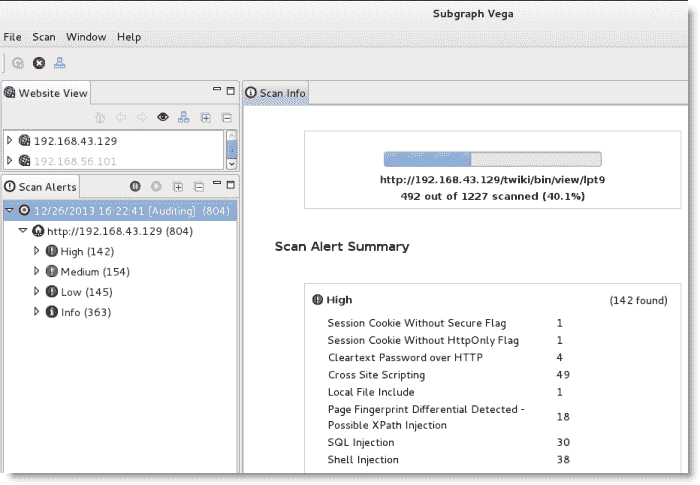 Subgraph Vega
File Scan Window Help
Website View
192.168.43.129
192.168.56.101
Scan Alerts
12/26/2013 16:22:41 [Auditing] (804)
http://192.168.43.129 (804)
High (142)
Medium (154)
Low (145)
Info (363)
Scan Info
http://192.168.43.129/twiki/bin/view/lpt9
492 out of 1227 scanned (40.1%)
Scan Alert Summary
High (142 found)
Session Cookie Without Secure Flag 1
Session Cookie Without HttpOnly Flag 1
Cleartext Password over HTTP 4
Cross Site Scripting 49
Local File Include 1
Page Fingerprint Differential Detected -
Possible XPath Injection 18
SQL Injection 30
Shell Injection 38